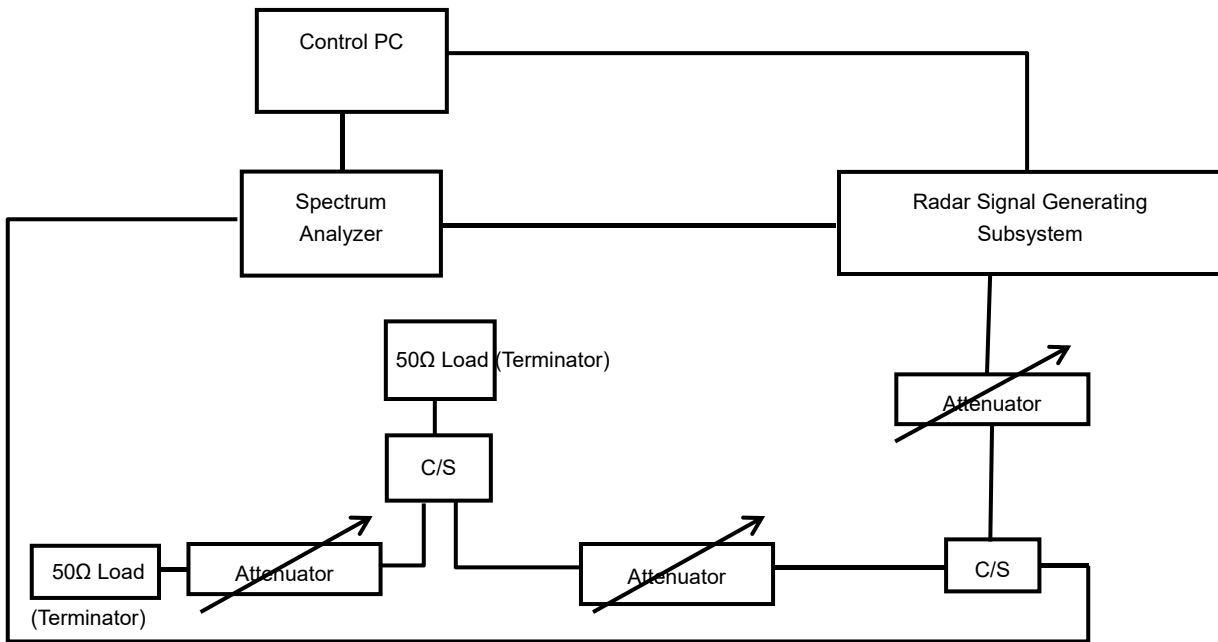 Control PC
Spectrum
Analyzer
Radar Signal Generating
Subsystem
50Ω Load (Terminator)
Attenuator
C/S
50Ω Load
(Terminator)
Attenuator
Attenuator
C/S